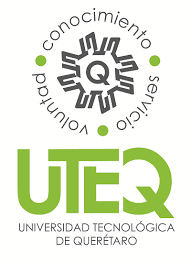 voluntad · conocimiento · servicio ·
Q
UTEQ
UNIVERSIDAD TECNOLÓGICA
DE QUERÉTARO